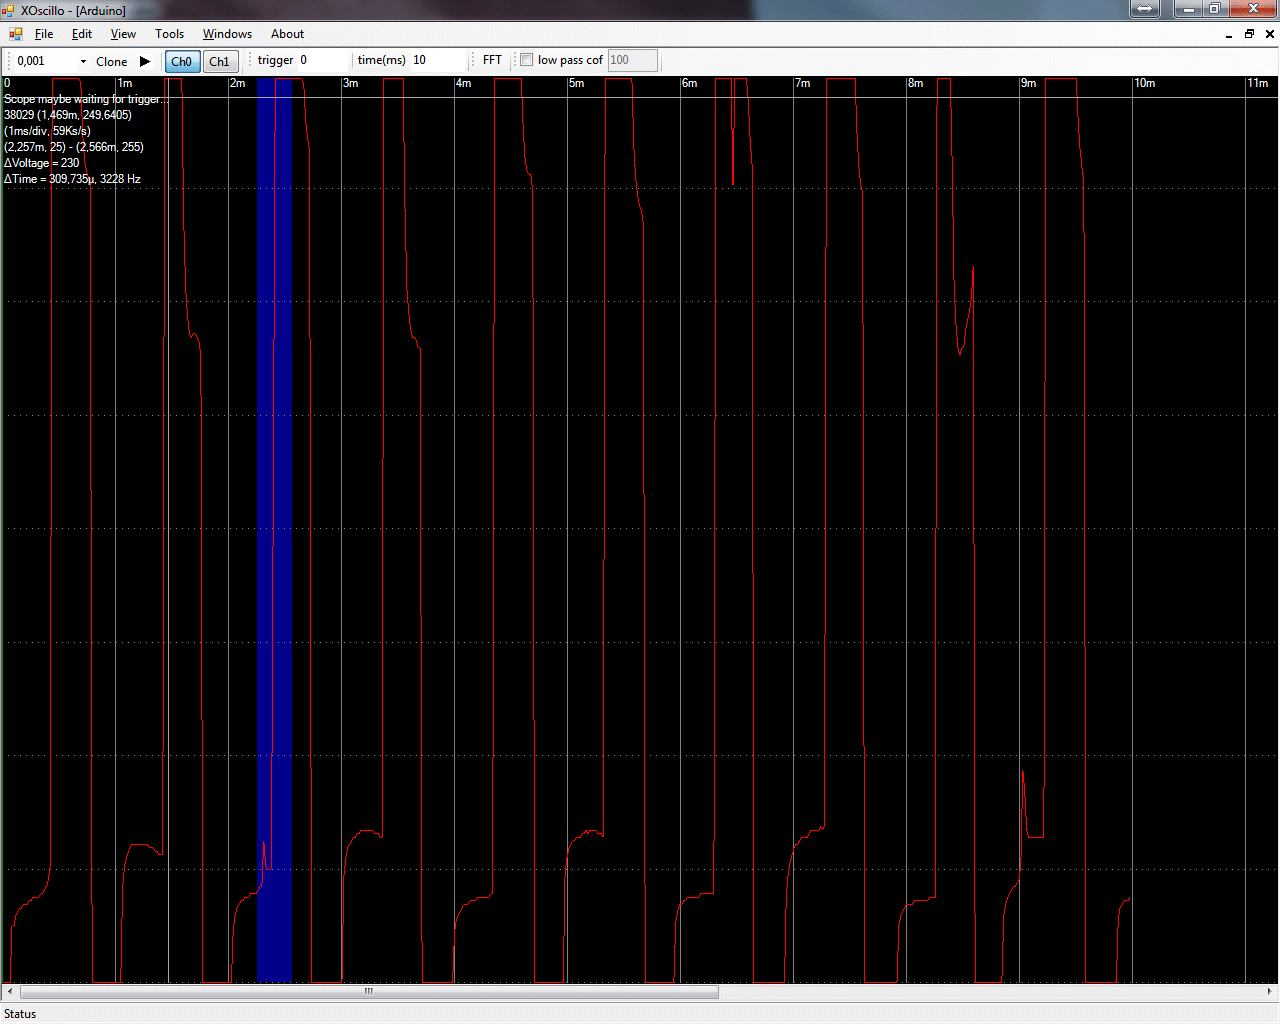 XOscillo - [Arduino]
File Edit View Tools Windows About
0,001 Clone Ch0 Ch1 trigger 0 time(ms) 10 FFT low pass cof 100
0 1m 2m 3m 4m 5m 6m 7m 8m 9m 10m 11m
Scope maybe waiting for trigger...
38029 (1,469m, 249,6405)
(1ms/div, 59Ks/s)
(2,257m, 25) - (2,566m, 255)
ΔVoltage = 230
ΔTime = 309,735µ, 3228 Hz
Status